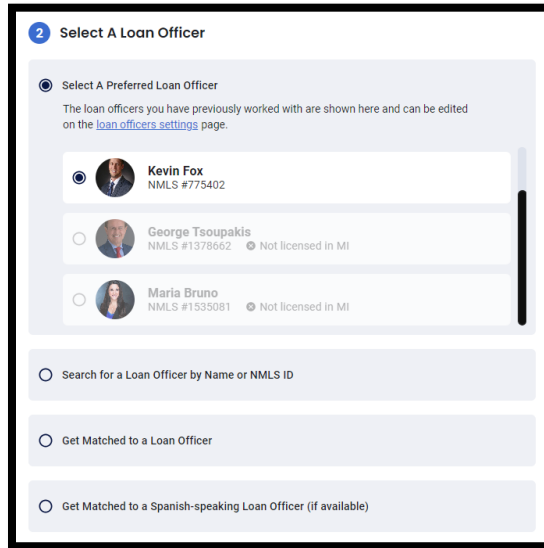 2 Select A Loan Officer
Select A Preferred Loan Officer
The loan officers you have previously worked with are shown here and can be edited
on the loan officers settings page.
Kevin Fox
NMLS #775402
George Tsoupakis
NMLS #1378662 Not licensed in MI
Maria Bruno
NMLS #1535081 Not licensed in MI
Search for a Loan Officer by Name or NMLS ID
Get Matched to a Loan Officer
Get Matched to a Spanish-speaking Loan Officer (if available)